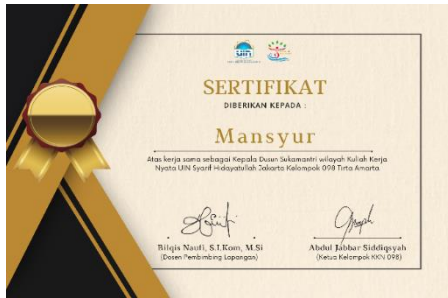 SERTIFIKAT
DIBERIKAN KEPADA :
Mansyur
Atas kerja sama sebagai Kepala Dusun Sukamantri wilayah Kuliah Kerja
Nyata UIN Syarif Hidayatullah Jakarta Kelompok 098 Tirta Amarta.
Bilqis Naufi, S.I.Kom, M.Si
(Dosen Pembimbing Lapangan)
Abdul Jabbar Siddiqsyah
(Ketua Kelompok KKN 098)